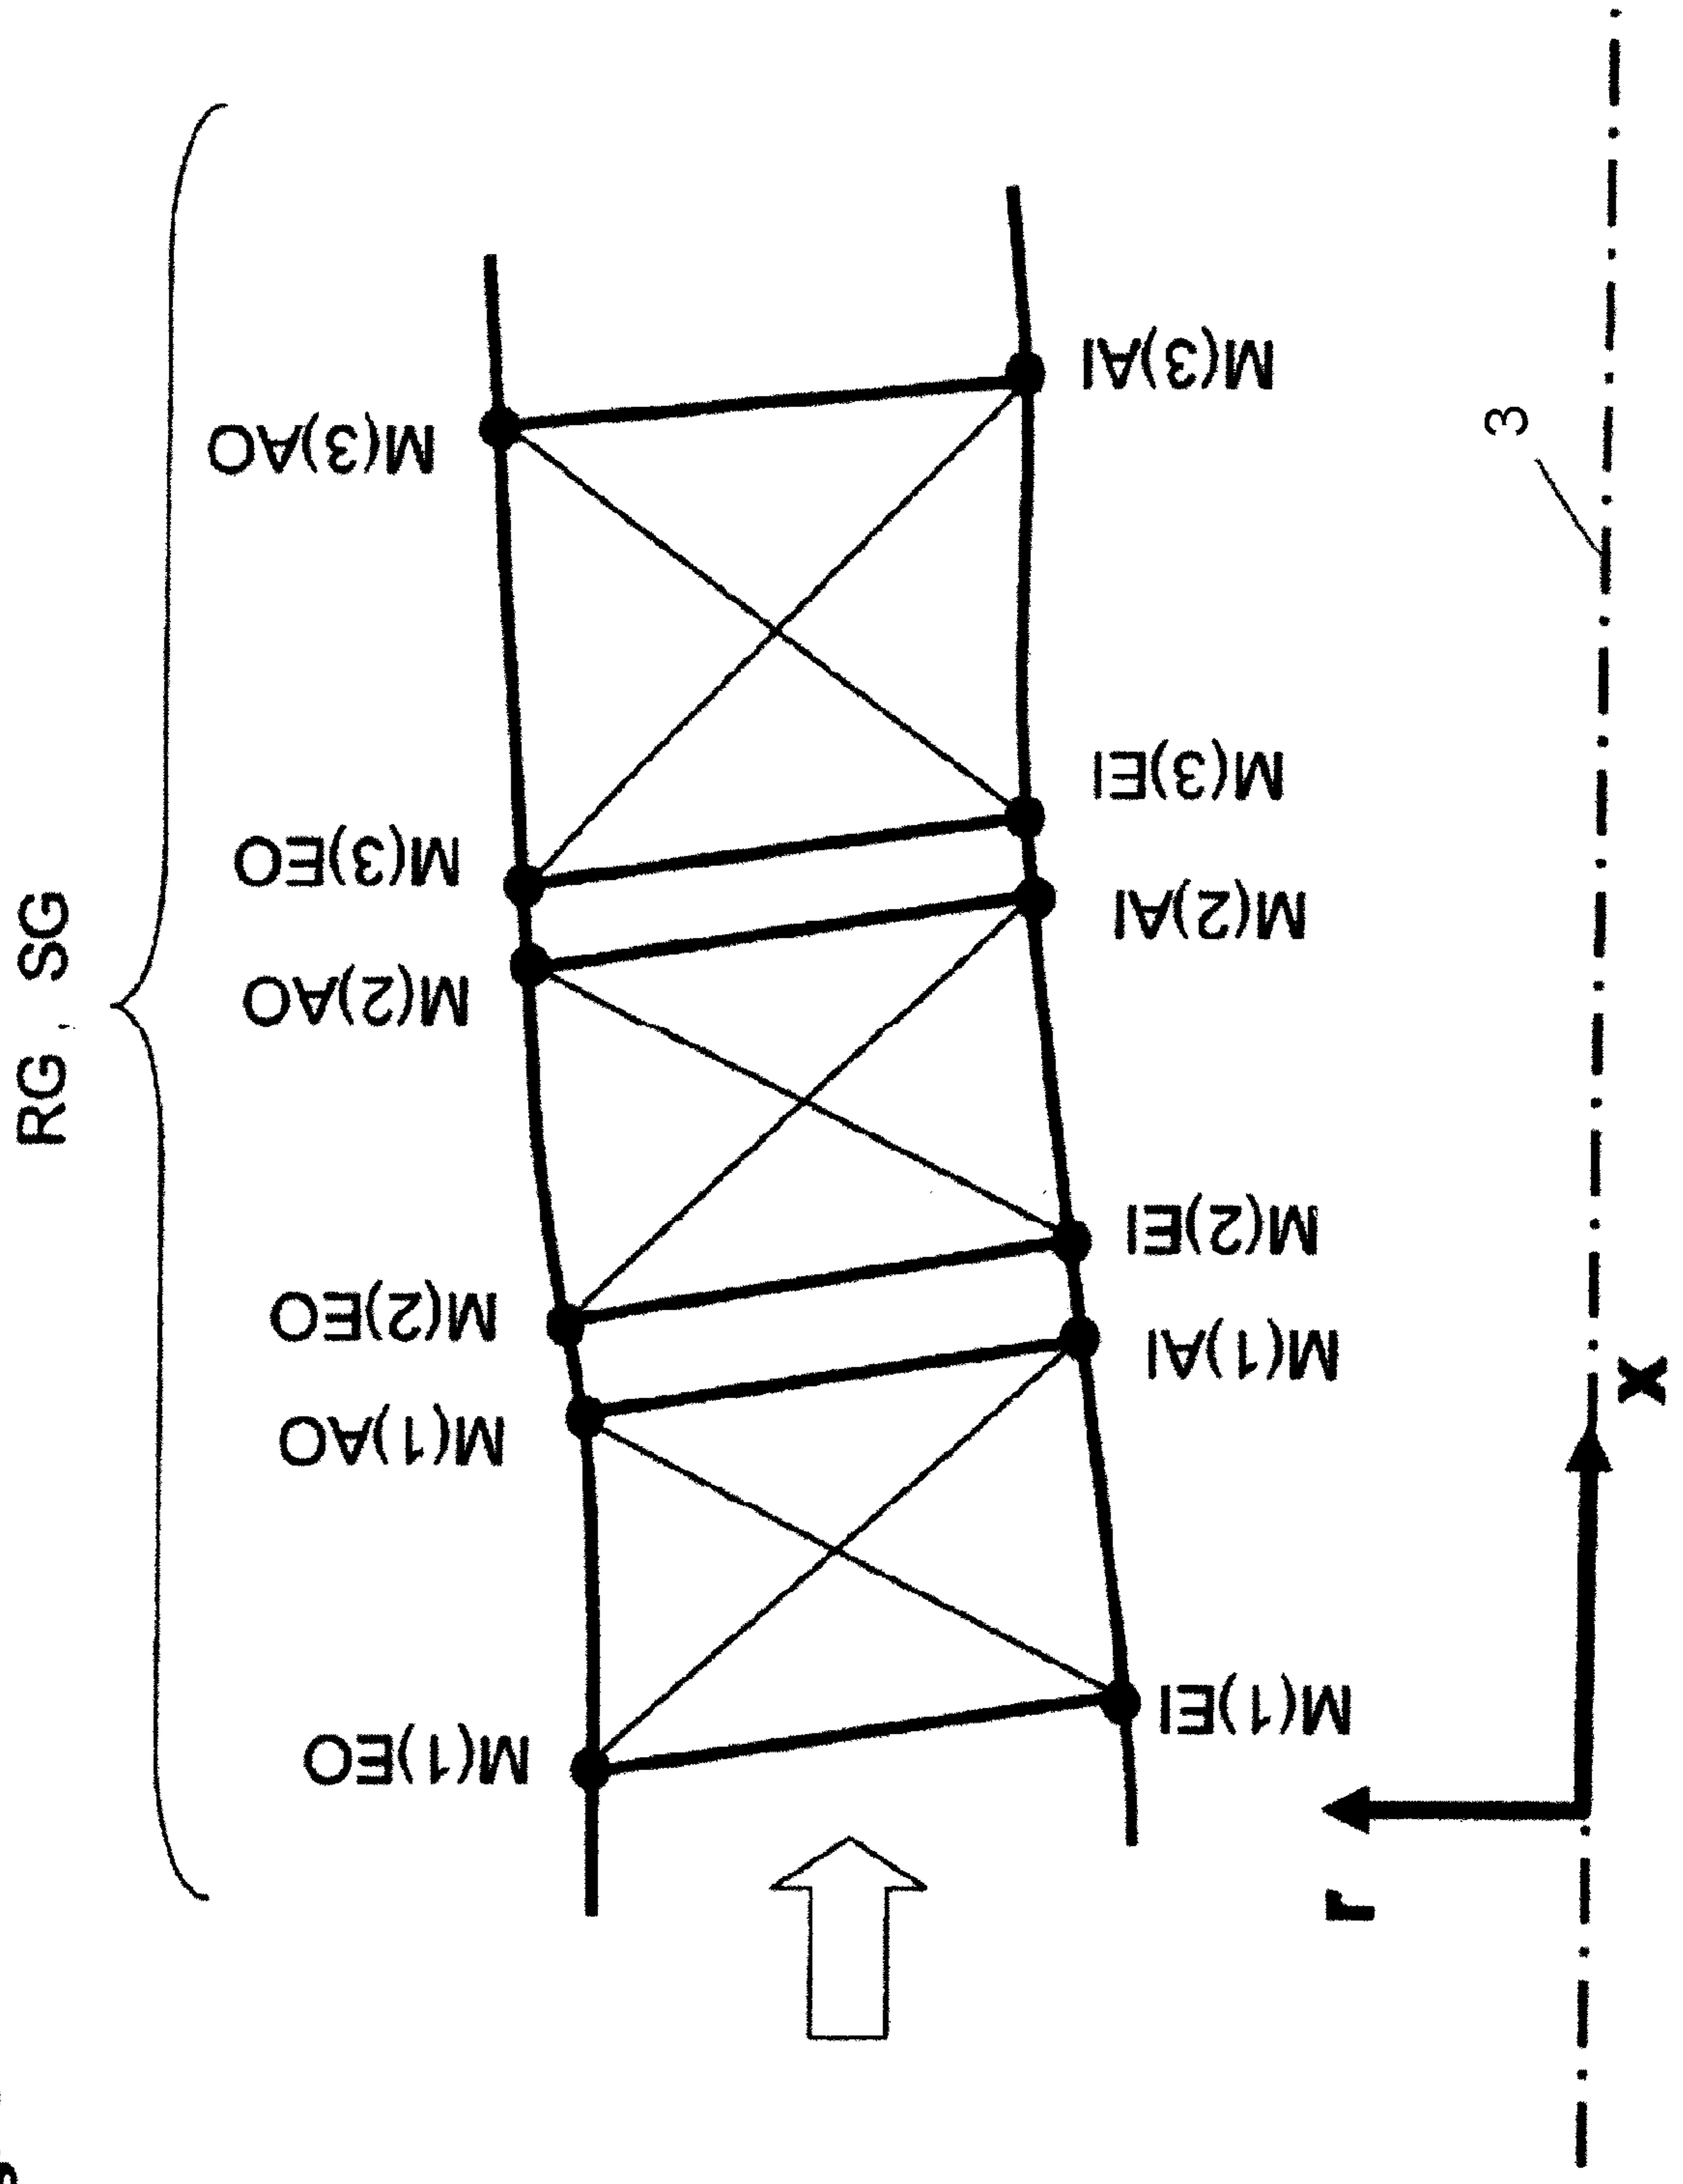 RG, SG
M(1)EO
M(1)AO
M(2)EO
M(2)AO
M(3)EO
M(3)AO
M(1)EI
M(1)AI
M(2)EI
M(2)AI
M(3)EI
M(3)AI
3
r
x